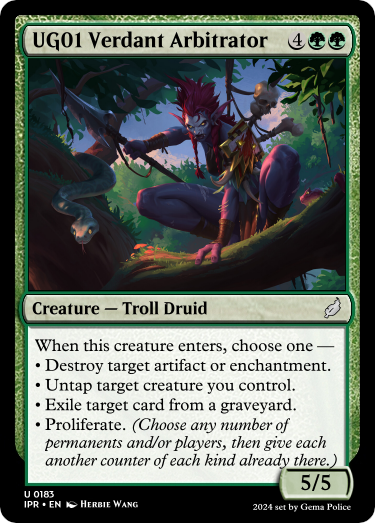 UG01 Verdant Arbitrator 4
Creature — Troll Druid
When this creature enters, choose one —
• Destroy target artifact or enchantment.
• Untap target creature you control.
• Exile target card from a graveyard.
• Proliferate. (Choose any number of
permanents and/or players, then give each
another counter of each kind already there.)
5/5
U 0183
IPR • EN Herbie Wang
2024 set by Gema Police